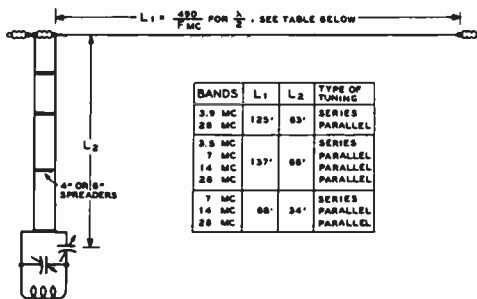 L1 = 490 / F MC FOR λ/2, SEE TABLE BELOW
L2
4" OR 6"
SPREADERS
BANDS L1 L2 TYPE OF TUNING
3.9 MC 125' 63' SERIES
28 MC PARALLEL
3.5 MC 137' 66' SERIES
7 MC PARALLEL
14 MC PARALLEL
28 MC PARALLEL
7 MC 68' 34' SERIES
14 MC PARALLEL
28 MC PARALLEL